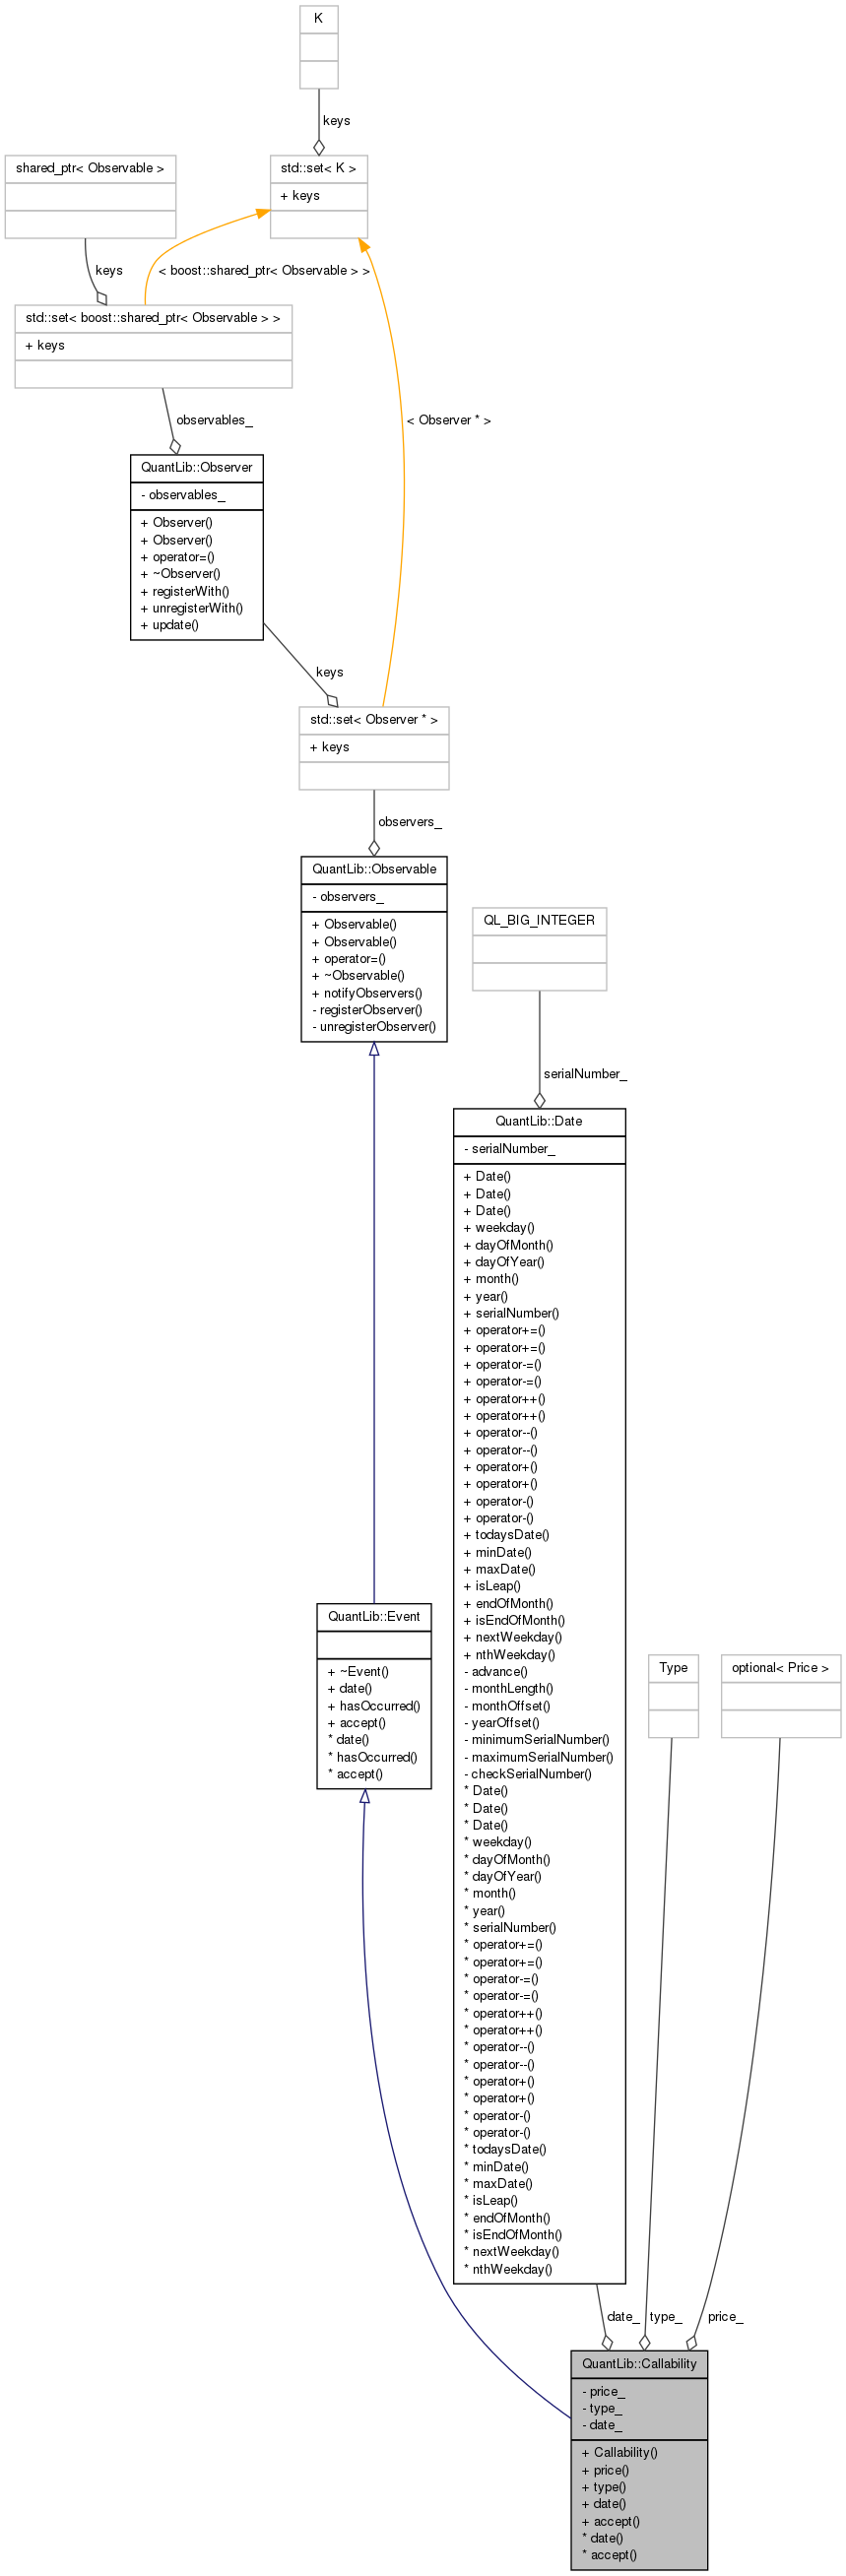 K
keys
shared_ptr< Observable >
std::set< K >
+ keys
keys
< boost::shared_ptr< Observable > >
std::set< boost::shared_ptr< Observable > >
+ keys
observables_
< Observer * >
QuantLib::Observer
- observables_
+ Observer()
+ Observer()
+ operator=()
+ ~Observer()
+ registerWith()
+ unregisterWith()
+ update()
keys
std::set< Observer * >
+ keys
observers_
QuantLib::Observable
- observers_
+ Observable()
+ Observable()
+ operator=()
+ ~Observable()
+ notifyObservers()
- registerObserver()
- unregisterObserver()
QL_BIG_INTEGER
serialNumber_
QuantLib::Date
- serialNumber_
+ Date()
+ Date()
+ Date()
+ weekday()
+ dayOfMonth()
+ dayOfYear()
+ month()
+ year()
+ serialNumber()
+ operator+=()
+ operator+=()
+ operator-=()
+ operator-=()
+ operator++()
+ operator++()
+ operator--()
+ operator--()
+ operator+()
+ operator+()
+ operator-()
+ operator-()
+ todaysDate()
+ minDate()
+ maxDate()
+ isLeap()
+ endOfMonth()
+ isEndOfMonth()
+ nextWeekday()
+ nthWeekday()
- advance()
- monthLength()
- monthOffset()
- yearOffset()
- minimumSerialNumber()
- maximumSerialNumber()
- checkSerialNumber()
* Date()
* Date()
* Date()
* weekday()
* dayOfMonth()
* dayOfYear()
* month()
* year()
* serialNumber()
* operator+=()
* operator+=()
* operator-=()
* operator-=()
* operator++()
* operator++()
* operator--()
* operator--()
* operator+()
* operator+()
* operator-()
* operator-()
* todaysDate()
* minDate()
* maxDate()
* isLeap()
* endOfMonth()
* isEndOfMonth()
* nextWeekday()
* nthWeekday()
QuantLib::Event
+ ~Event()
+ date()
+ hasOccurred()
+ accept()
* date()
* hasOccurred()
* accept()
Type
optional< Price >
date_
type_
price_
QuantLib::Callability
- price_
- type_
- date_
+ Callability()
+ price()
+ type()
+ date()
+ accept()
* date()
* accept()